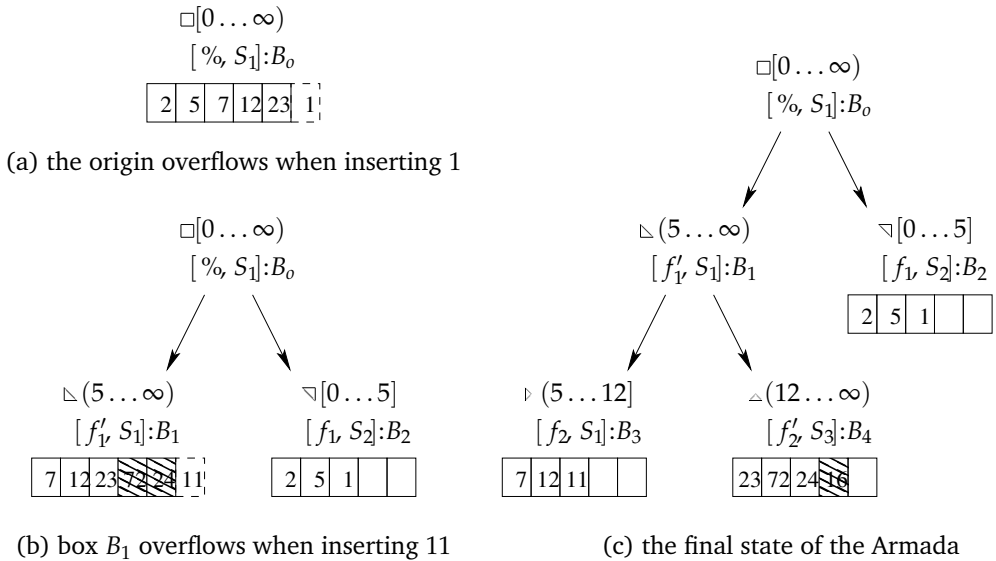 □[0 … ∞)
[ %, S₁]:Bₒ
2 5 7 12 23 1
(a) the origin overflows when inserting 1
□[0 … ∞)
[ %, S₁]:Bₒ
◺(5 … ∞)
[ f′₁, S₁]:B₁
7 12 23 72 24 11
◹[0 … 5]
[ f₁, S₂]:B₂
2 5 1
(b) box B₁ overflows when inserting 11
□[0 … ∞)
[ %, S₁]:Bₒ
◺(5 … ∞)
[ f′₁, S₁]:B₁
◹[0 … 5]
[ f₁, S₂]:B₂
2 5 1
▹(5 … 12]
[ f₂, S₁]:B₃
7 12 11
▵(12 … ∞)
[ f′₂, S₃]:B₄
23 72 24 16
(c) the final state of the Armada